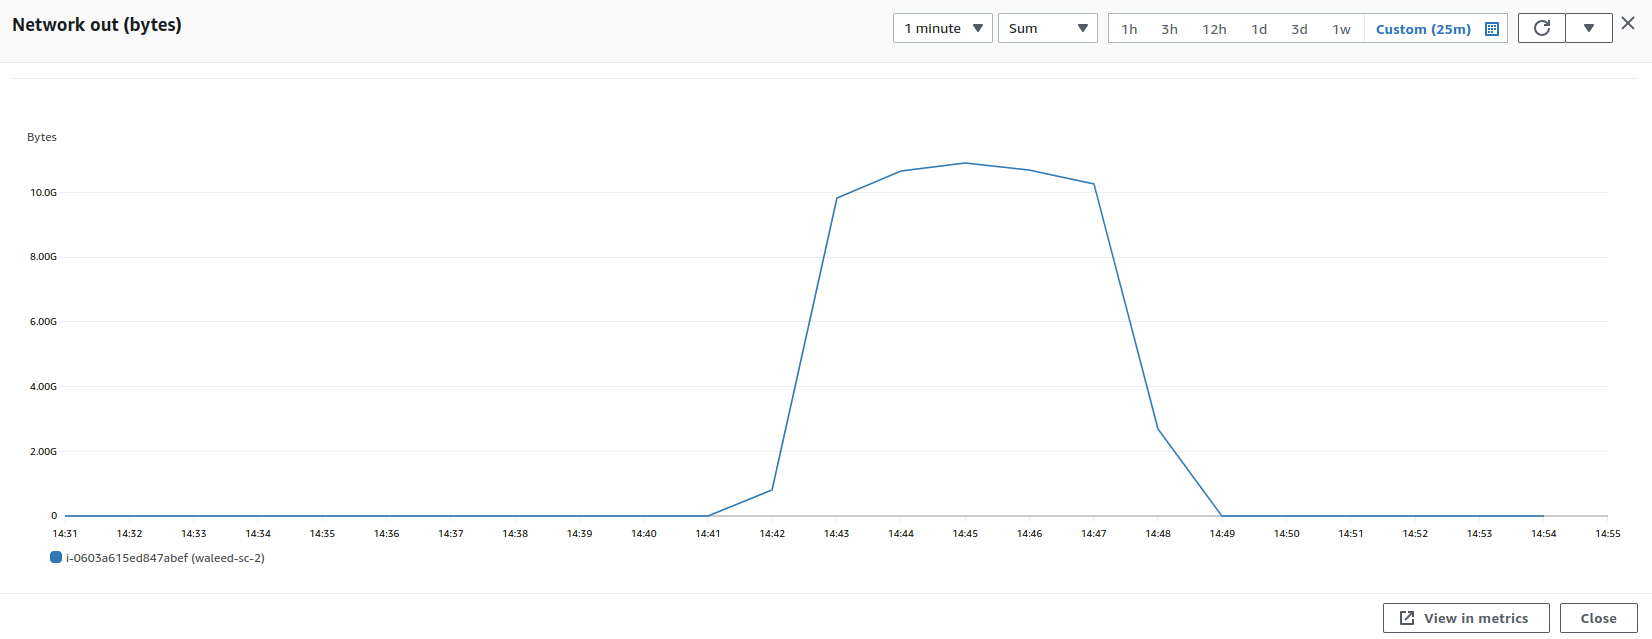 Network out (bytes)
1 minute
Sum
1h 3h 12h 1d 3d 1w Custom (25m)
Bytes
10.0G
8.00G
6.00G
4.00G
2.00G
0
14:31 14:32 14:33 14:34 14:35 14:36 14:37 14:38 14:39 14:40 14:41 14:42 14:43 14:44 14:45 14:46 14:47 14:48 14:49 14:50 14:51 14:52 14:53 14:54 14:55
i-0603a615ed847abef (waleed-sc-2)
View in metrics
Close